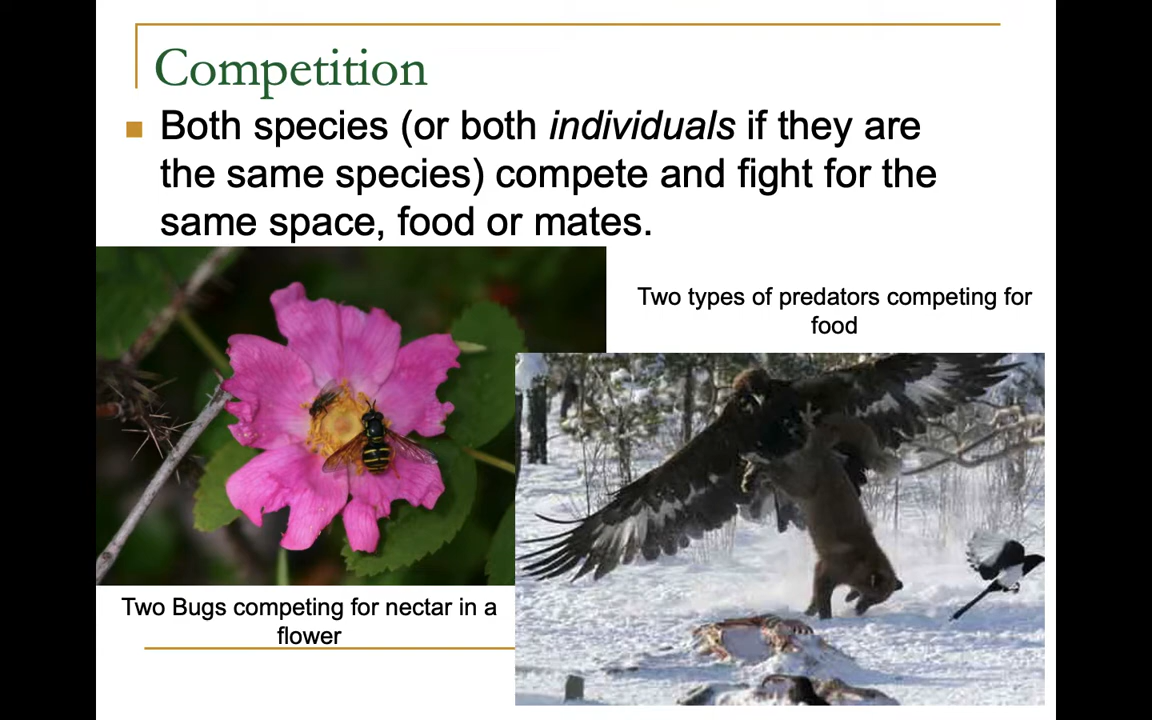 Competition
Both species (or both individuals if they are
the same species) compete and fight for the
same space, food or mates.
Two types of predators competing for
food
Two Bugs competing for nectar in a
flower